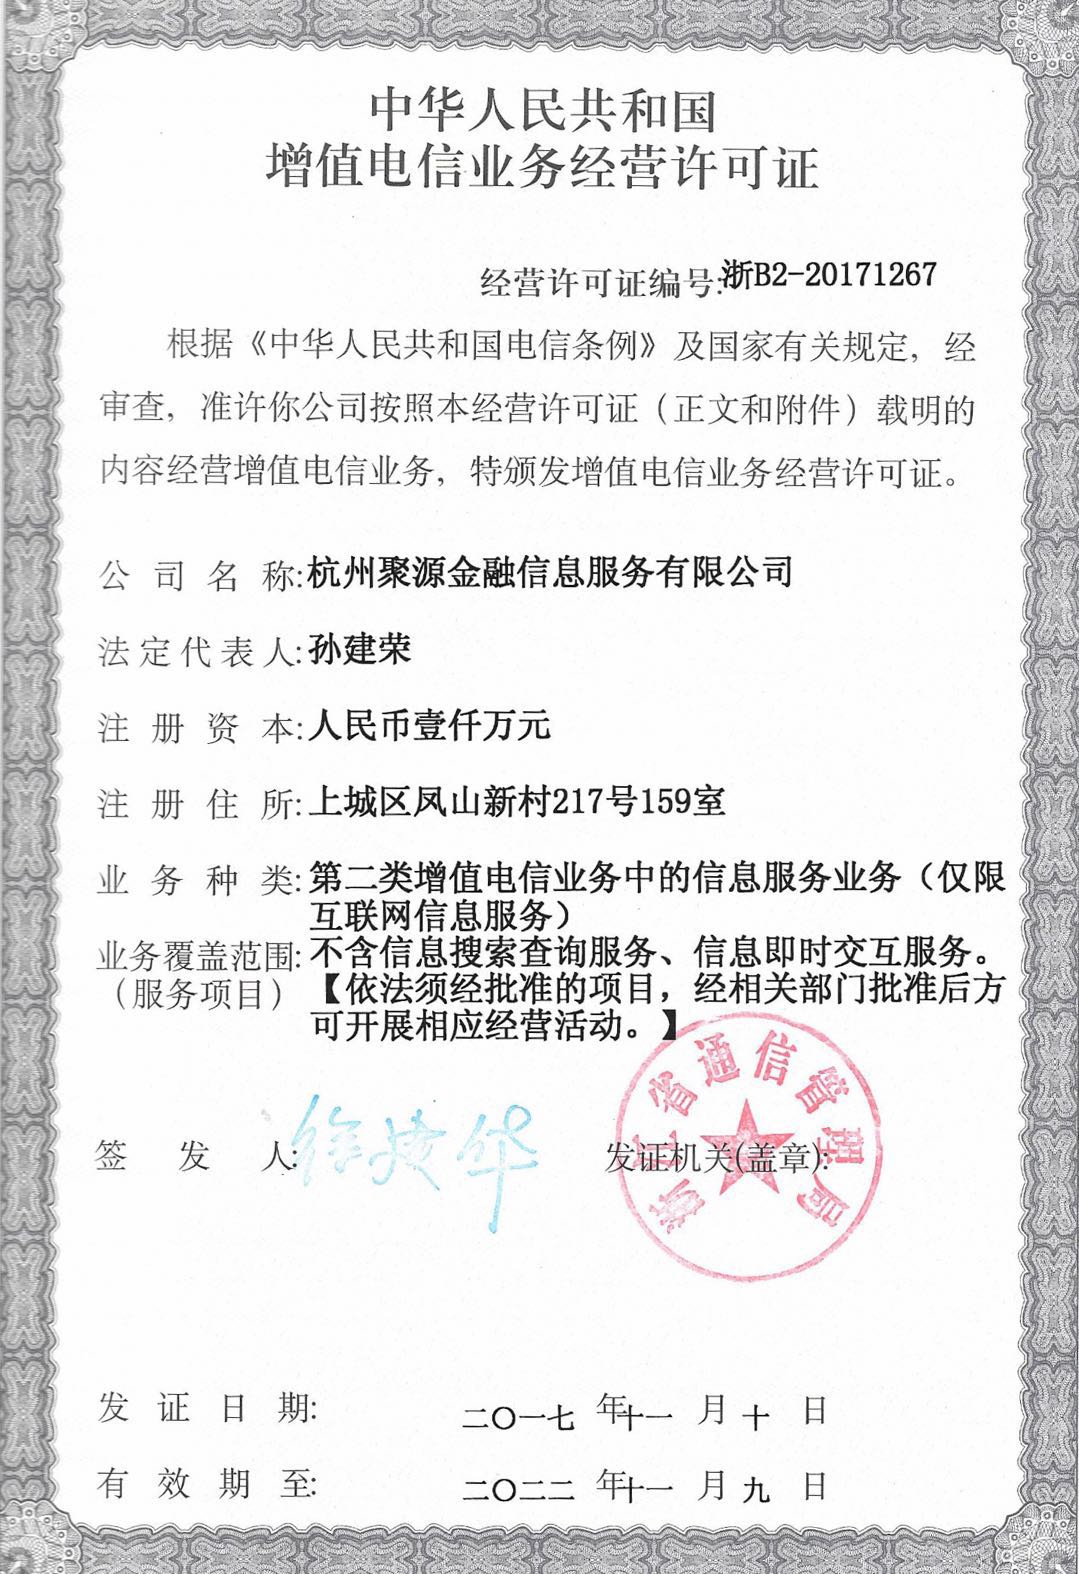 中华人民共和国
增值电信业务经营许可证
经营许可证编号:浙B2-20171267
根据《中华人民共和国电信条例》及国家有关规定，经
审查，准许你公司按照本经营许可证（正文和附件）载明的
内容经营增值电信业务，特颁发增值电信业务经营许可证。
公司名称:杭州聚源金融信息服务有限公司
法定代表人:孙建荣
注册资本:人民币壹仟万元
注册住所:上城区凤山新村217号159室
业务种类:第二类增值电信业务中的信息服务业务（仅限
互联网信息服务）
业务覆盖范围:不含信息搜索查询服务、信息即时交互服务。
（服务项目）【依法须经批准的项目，经相关部门批准后方
可开展相应经营活动。】
签发人:
发证机关(盖章):
浙江省通信管理局
发证日期: 二〇一七年十一月十日
有效期至: 二〇二二年十一月九日